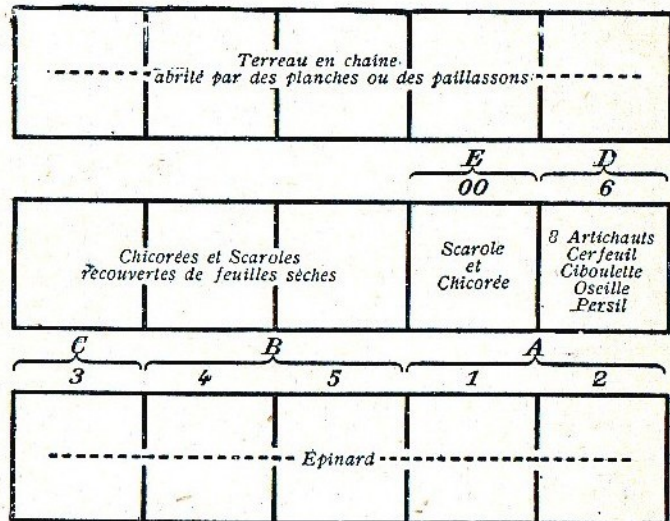 Terreau en chaîne
abrité par des planches ou des paillassons
E D
00 6
Chicorées et Scaroles
recouvertes de feuilles sèches
Scarole
et
Chicorée
8 Artichauts
Cerfeuil
Ciboulette
Oseille
Persil
C B A
3 4 5 1 2
Épinard